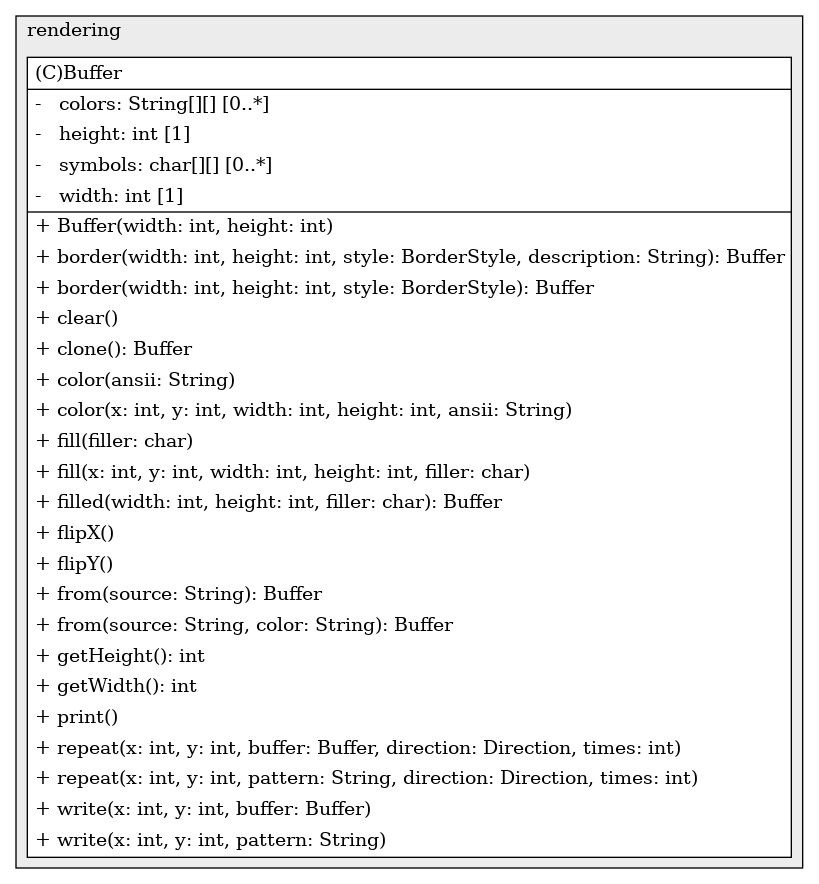 rendering
(C)Buffer
- colors: String[][] [0..*]
- height: int [1]
- symbols: char[][] [0..*]
- width: int [1]
+ Buffer(width: int, height: int)
+ border(width: int, height: int, style: BorderStyle, description: String): Buffer
+ border(width: int, height: int, style: BorderStyle): Buffer
+ clear()
+ clone(): Buffer
+ color(ansii: String)
+ color(x: int, y: int, width: int, height: int, ansii: String)
+ fill(filler: char)
+ fill(x: int, y: int, width: int, height: int, filler: char)
+ filled(width: int, height: int, filler: char): Buffer
+ flipX()
+ flipY()
+ from(source: String): Buffer
+ from(source: String, color: String): Buffer
+ getHeight(): int
+ getWidth(): int
+ print()
+ repeat(x: int, y: int, buffer: Buffer, direction: Direction, times: int)
+ repeat(x: int, y: int, pattern: String, direction: Direction, times: int)
+ write(x: int, y: int, buffer: Buffer)
+ write(x: int, y: int, pattern: String)